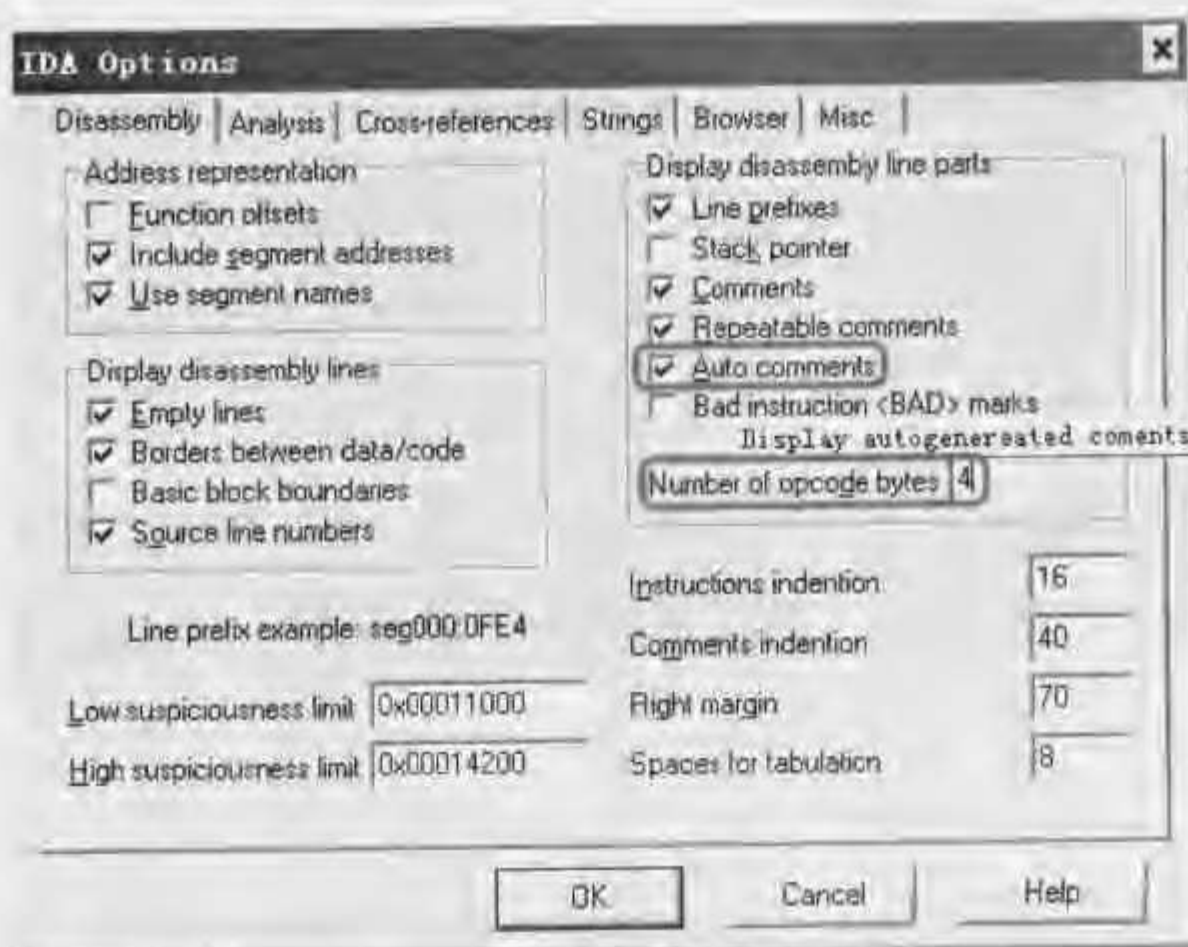 IDA Options
Disassembly Analysis Cross-references Strings Browser Misc
Address representation
Function offsets
Include segment addresses
Use segment names
Display disassembly lines
Empty lines
Borders between data/code
Basic block boundaries
Source line numbers
Line prefix example: seg000:0FE4
Low suspiciousness limit 0x00011000
High suspiciousness limit 0x00014200
Display disassembly line parts
Line prefixes
Stack pointer
Comments
Repeatable comments
Auto comments
Bad instruction <BAD> marks
Display autogenereated coments
Number of opcode bytes 4
Instructions indention 16
Comments indention 40
Right margin 70
Spaces for tabulation 8
OK Cancel Help